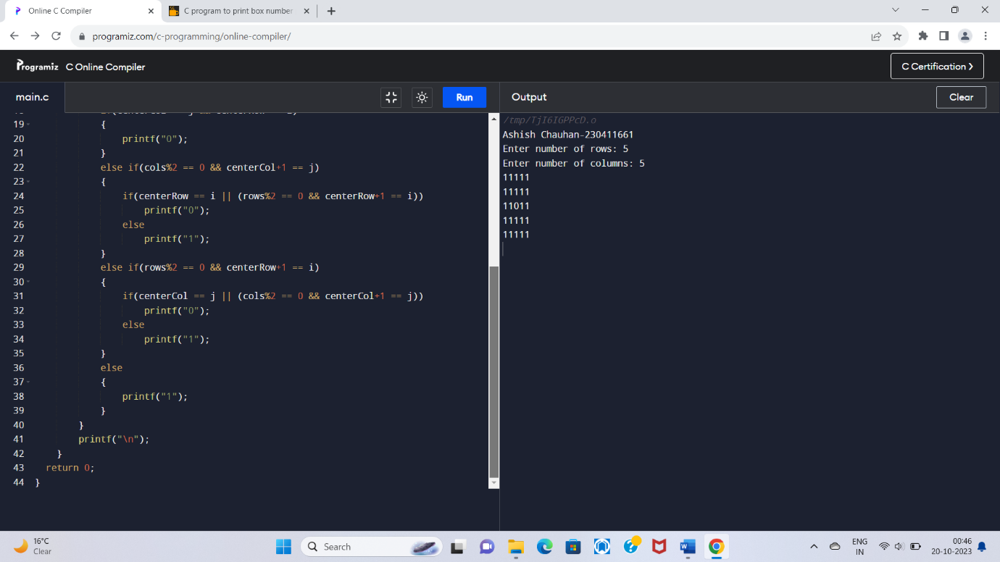 Online C Compiler
C program to print box number
programiz.com/c-programming/online-compiler/
Programiz C Online Compiler
C Certification >
main.c
Run
Output
Clear
19 {
20 printf("0");
21 }
22 else if(cols%2 == 0 && centerCol+1 == j)
23 {
24 if(centerRow == i || (rows%2 == 0 && centerRow+1 == i))
25 printf("0");
26 else
27 printf("1");
28 }
29 else if(rows%2 == 0 && centerRow+1 == i)
30 {
31 if(centerCol == j || (cols%2 == 0 && centerCol+1 == j))
32 printf("0");
33 else
34 printf("1");
35 }
36 else
37 {
38 printf("1");
39 }
40 }
41 printf("\n");
42 }
43 return 0;
44 }
/tmp/TjI6IGPPcD.o
Ashish Chauhan-230411661
Enter number of rows: 5
Enter number of columns: 5
11111
11111
11011
11111
11111
16°C
Clear
Search
ENG
IN
00:46
20-10-2023